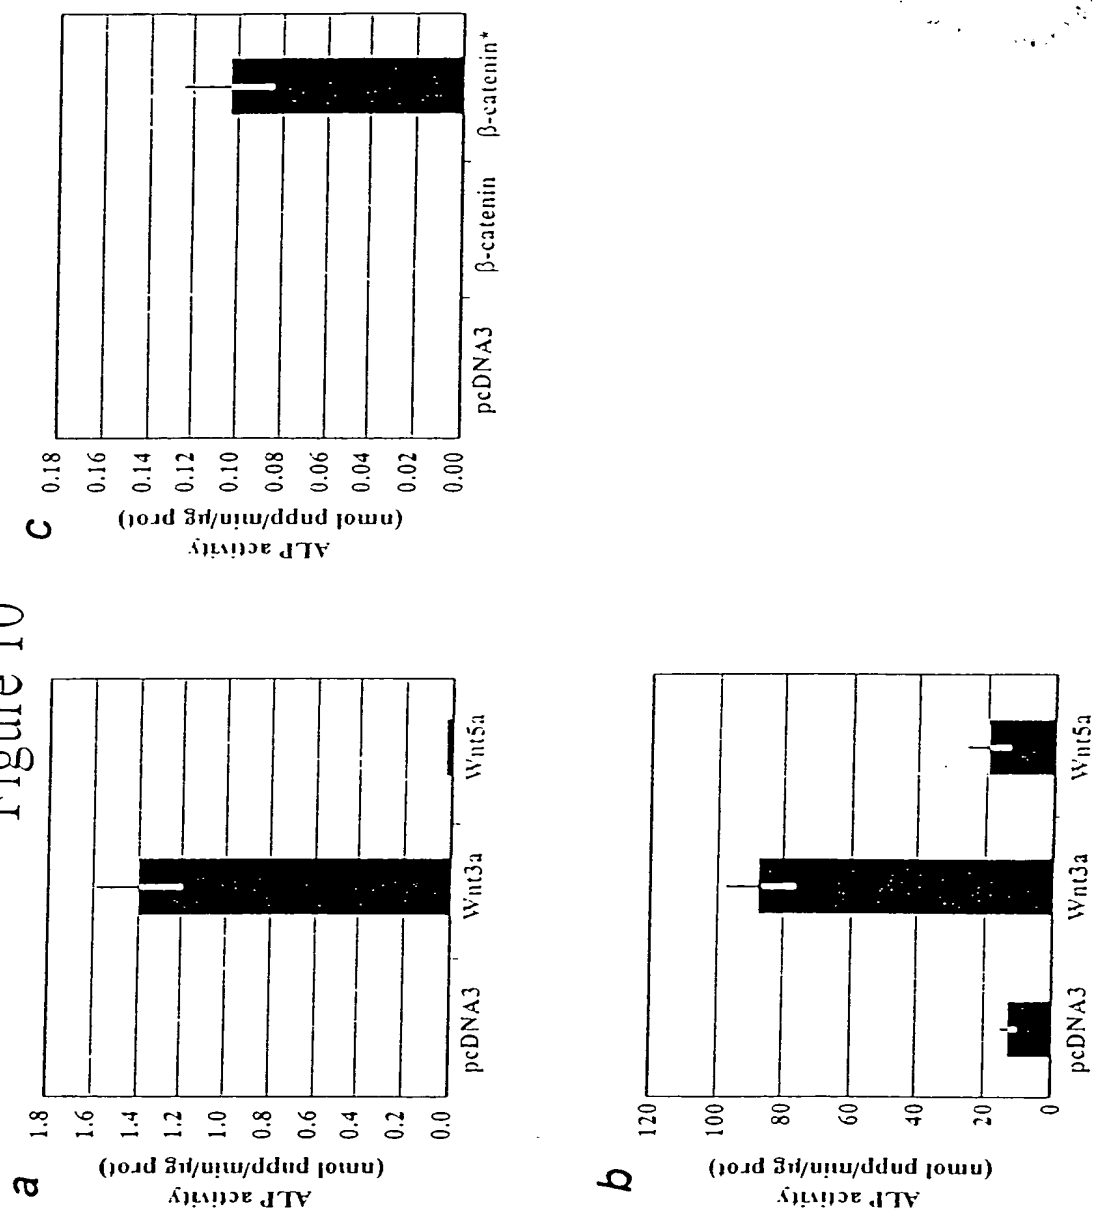 Figure 10
a
ALP activity
(nmol pnpp/min/µg prot)
1.8
1.6
1.4
1.2
1.0
0.8
0.6
0.4
0.2
0.0
pcDNA3 Wnt3a Wnt5a
b
ALP activity
(nmol pnpp/min/µg prot)
120
100
80
60
40
20
0
pcDNA3 Wnt3a Wnt5a
c
ALP activity
(nmol pnpp/min/µg prot)
0.18
0.16
0.14
0.12
0.10
0.08
0.06
0.04
0.02
0.00
pcDNA3 β-catenin β-catenin*